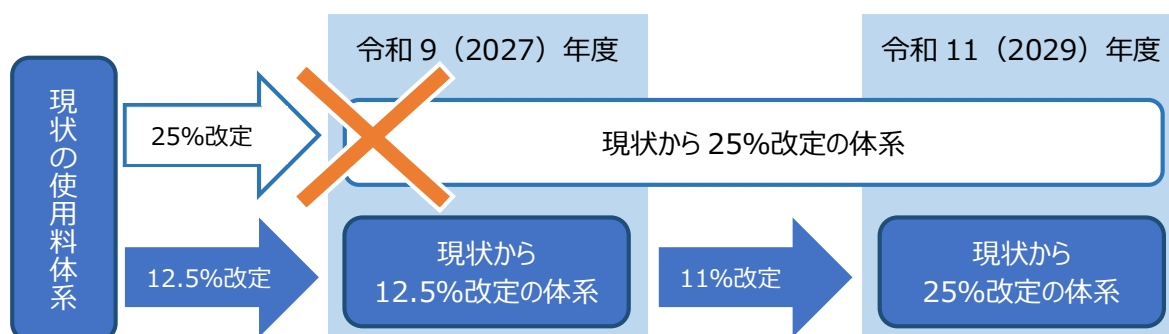 令和 9（2027）年度
令和 11（2029）年度
現状の使用料体系
25%改定
現状から 25%改定の体系
12.5%改定
現状から
12.5%改定の体系
11%改定
現状から
25%改定の体系